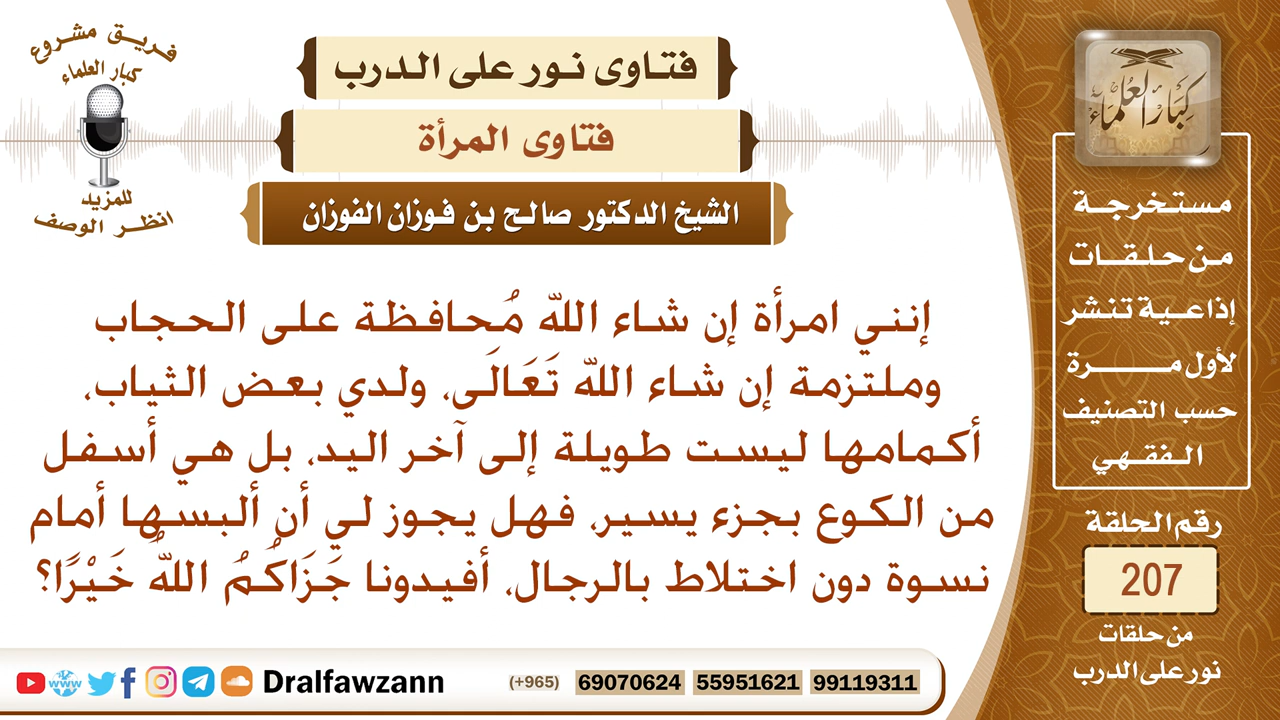 فتاوى نور على الدرب
فتاوى المرأة
الشيخ الدكتور صالح بن فوزان الفوزان
فريق مشروع
كبار العلماء
للمزيد
انظر الوصف
كِبَارُ العُلَمَاءِ
مستخرجة
من حلقات
إذاعية تنشر
لأول مرة
حسب التصنيف
الفقهي
رقم الحلقة
207
من حلقات
نور على الدرب
إنني امرأة إن شاء اللّٰه مُحافظة على الحجاب
وملتزمة إن شاء اللّٰه تَعَالَى، ولدي بعض الثياب،
أكمامها ليست طويلة إلى آخر اليد، بل هي أسفل
من الكوع بجزء يسير، فهل يجوز لي أن ألبسها أمام
نسوة دون اختلاط بالرجال، أفيدونا جَزَاكُمُ اللّٰهُ خَيْرًا؟
www Dralfawzann (+965) 69070624 55951621 99119311